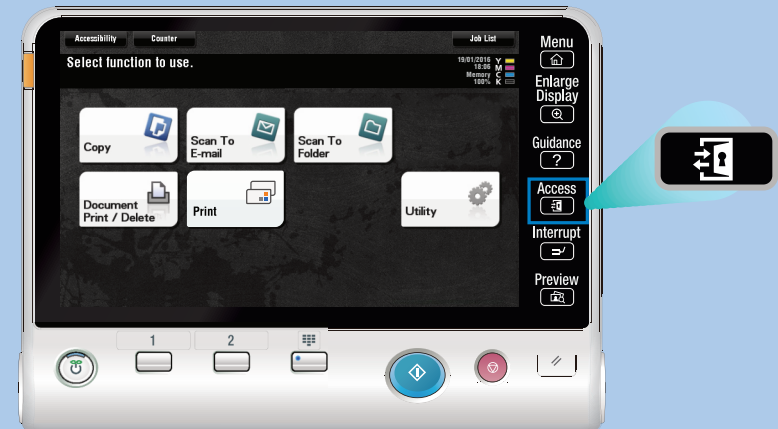 Accessibility
Counter
Job List
Select function to use.
19/01/2016
18:06
Memory
100%
Y
M
C
K
Copy
Scan To
E-mail
Scan To
Folder
Document
Print / Delete
Print
Utility
Menu
Enlarge
Display
Guidance
?
Access
Interrupt
Preview
1
2